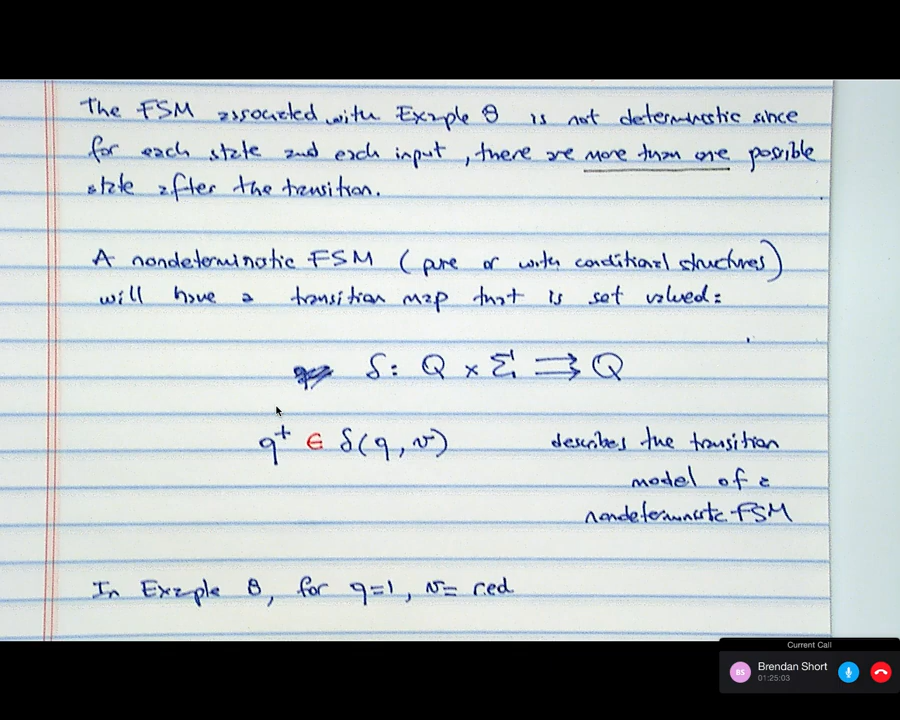 The FSM associated with Example 8 is not deterministic since
for each state and each input, there are more than one possible
state after the transition.
A nondeterminatic FSM (pure or with conditional structures)
will have a transition map that is set valued:
δ: Q × Σ ⇉ Q
q⁺ ∈ δ(q, v) describes the transition
model of a
nondeterministic FSM
In Example 8, for q=1, v= red
Current Call
BS Brendan Short
01:25:03